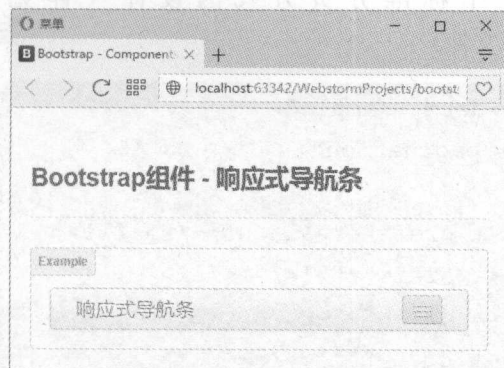 菜单
B Bootstrap - Component
localhost:63342/WebstormProjects/bootst
Bootstrap组件 - 响应式导航条
Example
响应式导航条